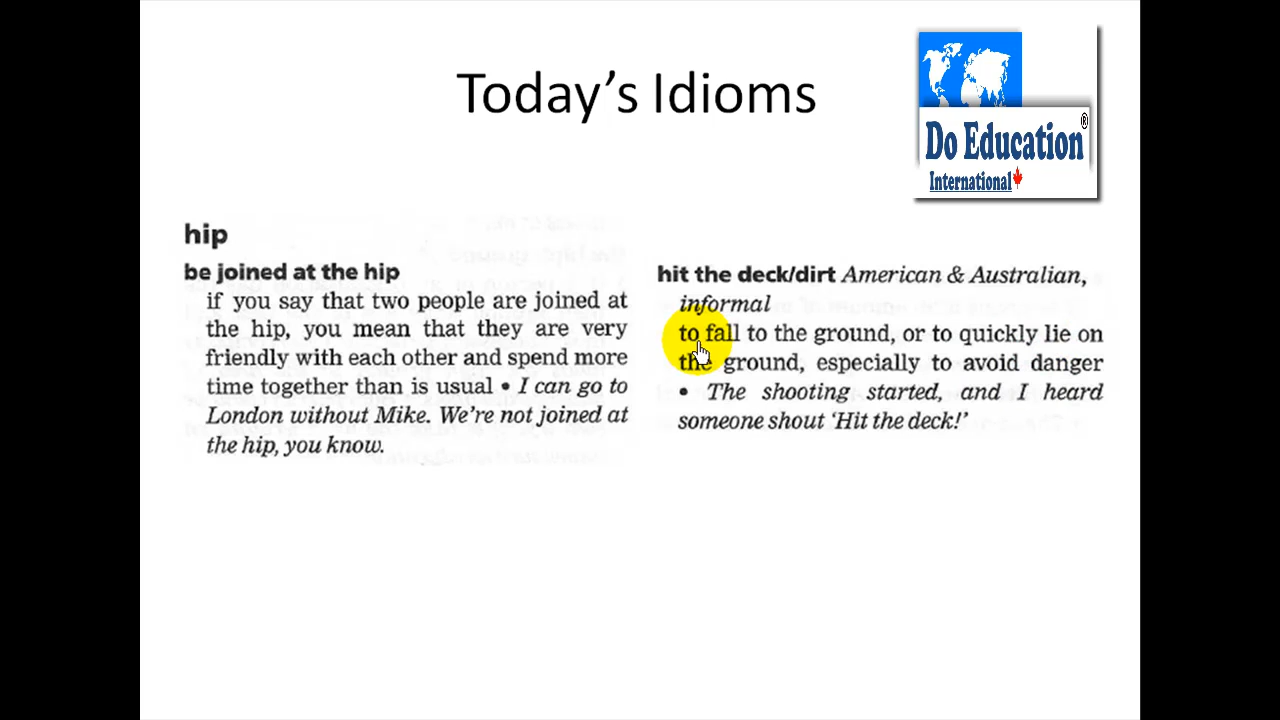 Today's Idioms
Do Education®
International
hip
be joined at the hip
if you say that two people are joined at
the hip, you mean that they are very
friendly with each other and spend more
time together than is usual • I can go to
London without Mike. We're not joined at
the hip, you know.
hit the deck/dirt American & Australian,
informal
to fall to the ground, or to quickly lie on
the ground, especially to avoid danger
• The shooting started, and I heard
someone shout 'Hit the deck!'